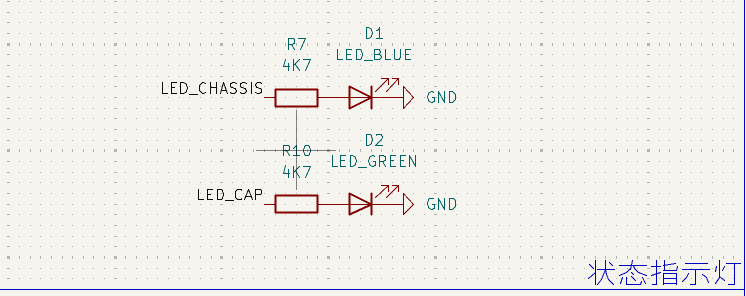 D1
R7
LED_BLUE
4K7
LED_CHASSIS
GND
D2
R10
LED_GREEN
4K7
LED_CAP
GND
状态指示灯